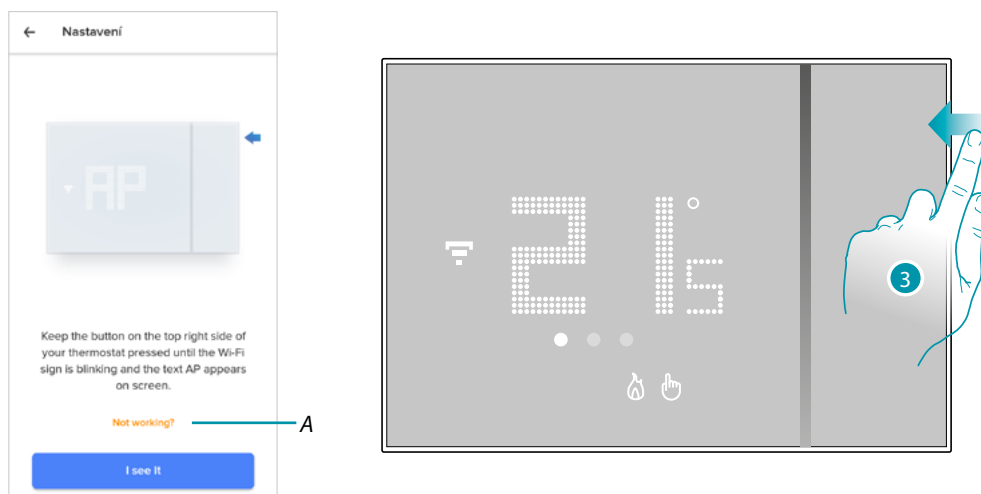 Nastavení
AP
Keep the button on the top right side of
your thermostat pressed until the Wi-Fi
sign is blinking and the text AP appears
on screen.
Not working?
A
I see It
21°5
3